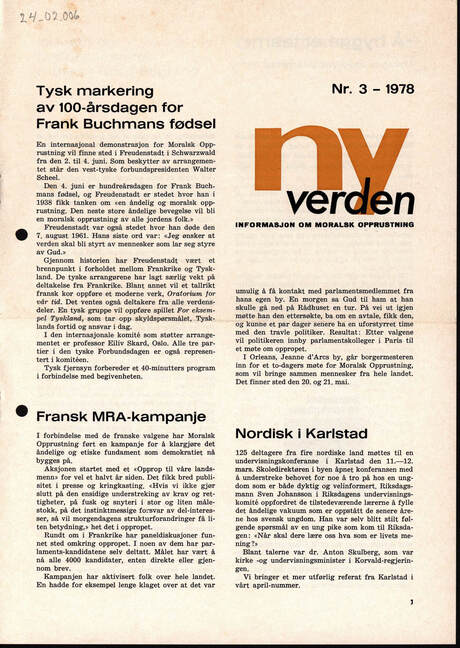 24-02.006
Tysk markering
av 100-årsdagen for
Frank Buchmans fødsel
En internasjonal demonstrasjon for Moralsk Opp-
rustning vil finne sted i Freudenstadt i Schwarzwald
fra den 2. til 4. juni. Som beskytter av arrangemen-
tet står den vest-tyske forbundspresidenten Walter
Scheel.
Den 4. juni er hundreårsdagen for Frank Buch-
mans fødsel, og Freudenstadt er stedet hvor han i
1938 fikk tanken om «en åndelig og moralsk opp-
rustning. Den neste store åndelige bevegelse vil bli
en moralsk opprustning av alle jordens folk.»
Freudenstadt var også stedet hvor han døde den
7. august 1961. Hans siste ord var: «Jeg ønsker at
verden skal bli styrt av mennesker som lar seg styre
av Gud.»
Gjennom historien har Freudenstadt vært et
brennpunkt i forholdet mellom Frankrike og Tysk-
land. De tyske arrangørene har lagt særlig vekt på
deltakelse fra Frankrike. Blant annet vil et tallrikt
fransk kor oppføre et moderne verk, Oratorium for
vår tid. Det ventes også deltakere fra alle verdens-
deler. En tysk gruppe vil oppføre spillet For eksem-
pel Tyskland, som tar opp skyldspørsmålet, Tysk-
lands fortid og ansvar i dag.
I den internasjonale komité som støtter arrange-
mentet er professor Eiliv Skard, Oslo. Alle tre par-
tier i den tyske Forbundsdagen er også represen-
tert i komitéen.
Tysk fjernsyn forbereder et 40-minutters program
i forbindelse med begivenheten.
Fransk MRA-kampanje
I forbindelse med de franske valgene har Moralsk
Opprustning ført en kampanje for å klargjøre det
åndelige og etiske fundament som demokratiet nå
bygges på.
Aksjonen startet med et «Opprop til våre lands-
menn» for vel et halvt år siden. Det fikk bred publi-
sitet i presse og kringkasting. «Hvis vi ikke gjør
slutt på den ensidige understreking av krav og ret-
tigheter, på fusk og snyteri i stor og liten måle-
stokk, på det instinktmessige forsvar av del-interes-
ser, så vil morgendagens strukturforandringer få li-
ten betydning,» het det i oppropet.
Rundt om i Frankrike har paneldiskusjoner fun-
net sted omkring oppropet. I noen av dem har par-
laments-kandidatene selv deltatt. Målet har vært å
nå alle 4000 kandidater, enten direkte eller gjen-
nom brev.
Kampanjen har aktivisert folk over hele landet.
En hadde for eksempel lenge klaget over at det var
Nr. 3 – 1978
ny
verden
INFORMASJON OM MORALSK OPPRUSTNING
umulig å få kontakt med parlamentsmedlemmet fra
hans egen by. En morgen sa Gud til ham at han
skulle gå ned på Rådhuset en tur. På vei ut igjen
møtte han den ettersøkte, ba om en avtale, fikk den,
og kunne et par dager senere ha en uforstyrret time
med den travle politiker. Resultat: Etter valgene
vil politikeren innby parlamentskolleger i Paris til
et møte om oppropet.
I Orleans, Jeanne d'Arcs by, går borgermesteren
inn for et to-dagers møte for Moralsk Opprustning,
som vil bringe sammen mennesker fra hele landet.
Det finner sted den 20. og 21. mai.
Nordisk i Karlstad
125 deltagere fra fire nordiske land møttes til en
undervisningskonferanse i Karlstad den 11.—12.
mars. Skoledirektøren i byen åpnet konferansen med
å understreke behovet for noe å tro på hos en ung-
dom som er både dyktig og velinformert. Riksdags-
mann Sven Johansson i Riksdagens undervisnings-
komité oppfordret de tilstedeværende lærerne å fylle
det åndelige vakuum som er oppstått de senere åre-
ne hos svensk ungdom. Han var selv blitt stilt føl-
gende spørsmål av en ung pike som kom til Riksda-
gen: «Når skal dere lære oss hva som er livets me-
ning?»
Blant talerne var dr. Anton Skulberg, som var
kirke -og undervisningsminister i Korvald-regjerin-
gen.
Vi bringer et mer utførlig referat fra Karlstad i
vårt april-nummer.
1